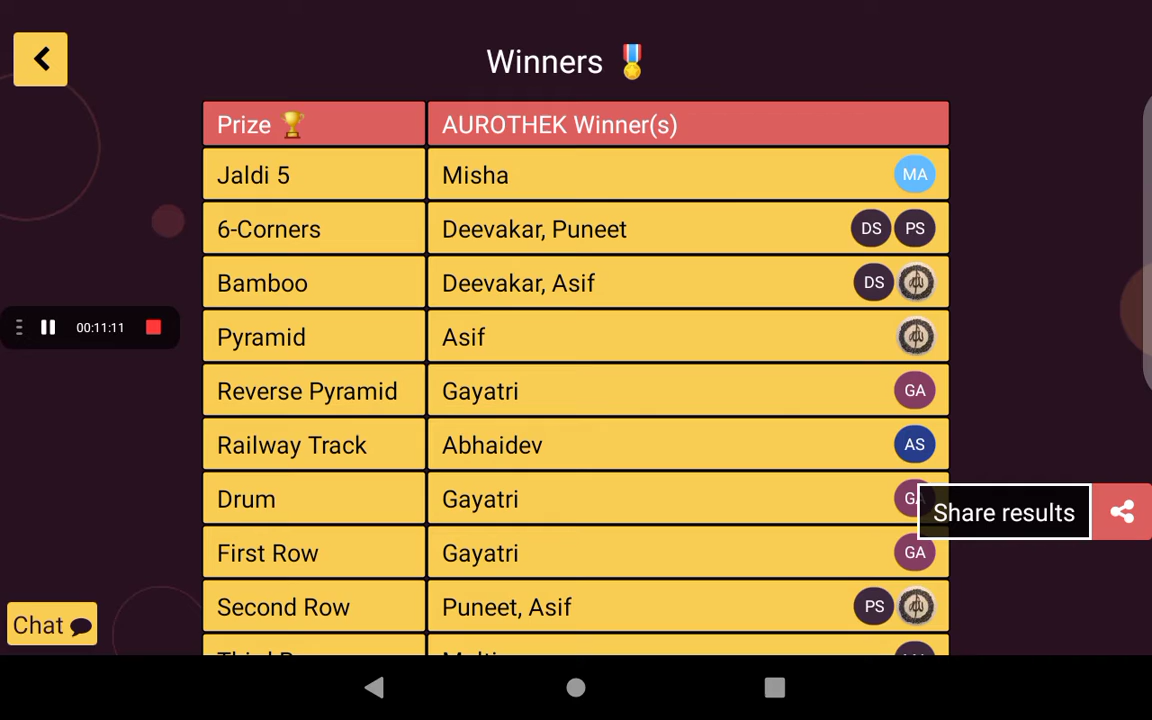 Winners
Prize AUROTHEK Winner(s)
Jaldi 5 Misha MA
6-Corners Deevakar, Puneet DS PS
Bamboo Deevakar, Asif DS
Pyramid Asif
Reverse Pyramid Gayatri GA
Railway Track Abhaidev AS
Drum Gayatri
First Row Gayatri GA
Second Row Puneet, Asif PS
00:11:11
Share results
Chat